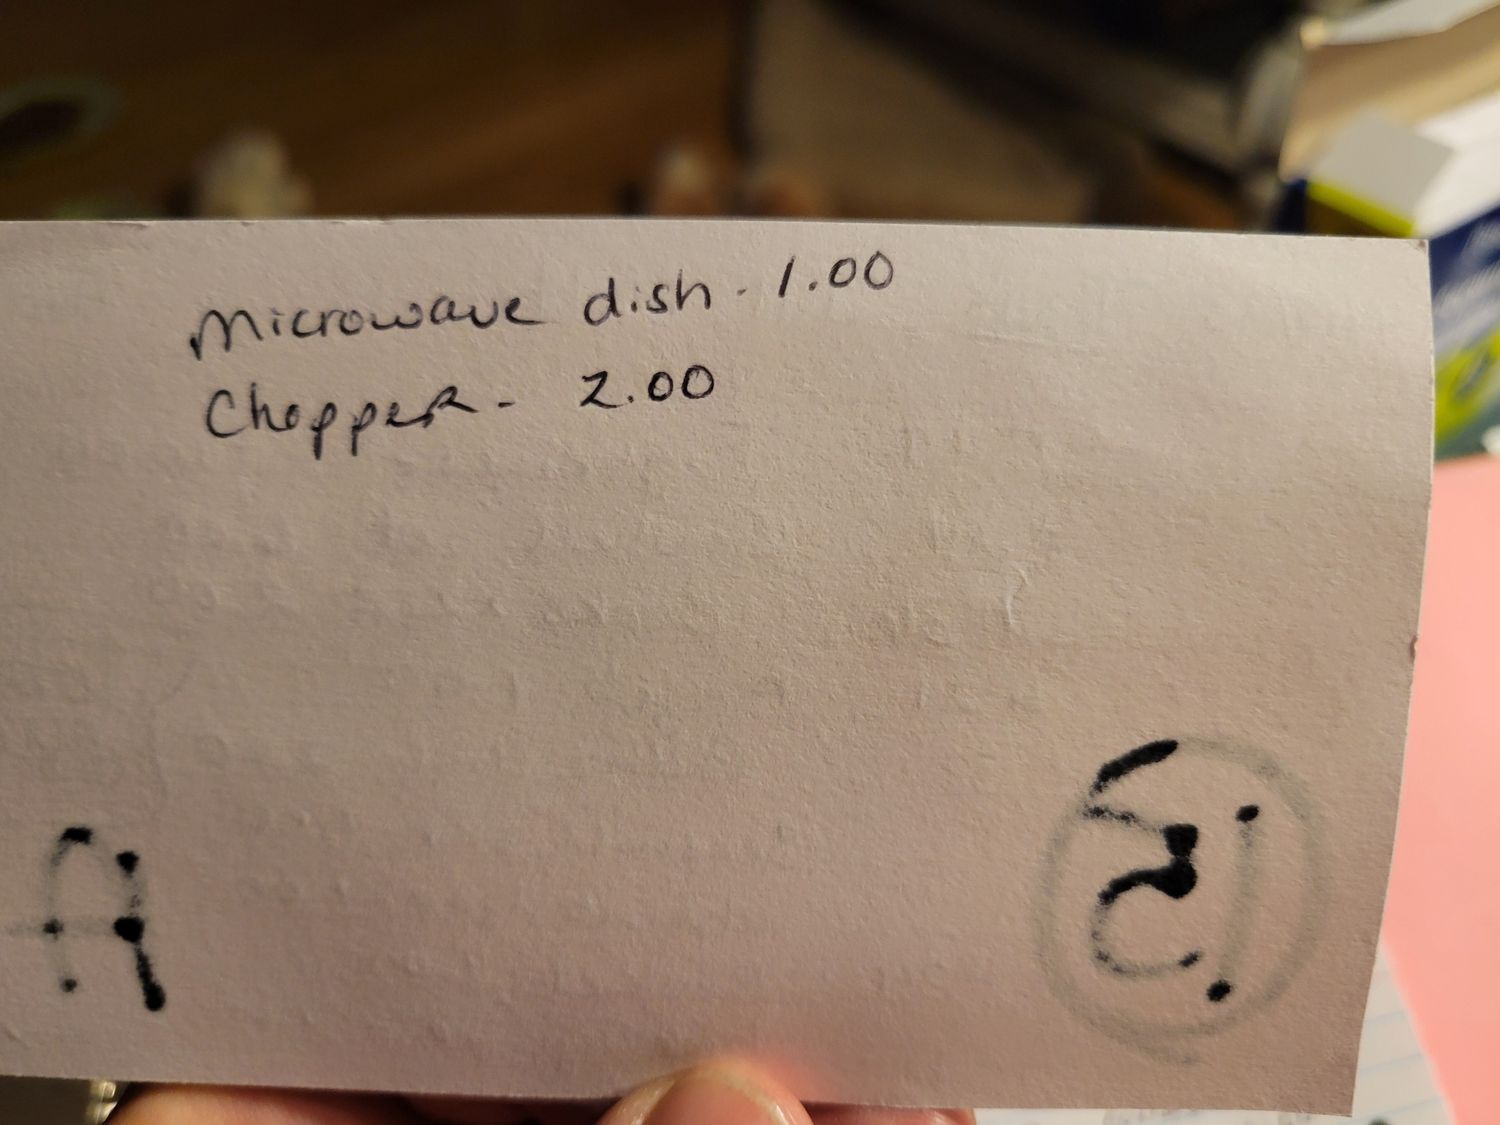 Microwave dish - 1.00
Chopper - 2.00